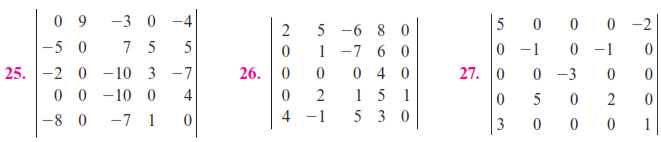 25. | 0 9 −3 0 −4 |
| −5 0 7 5 5 |
| −2 0 −10 3 −7 |
| 0 0 −10 0 4 |
| −8 0 −7 1 0 |
26. | 2 5 −6 8 0 |
| 0 1 −7 6 0 |
| 0 0 0 4 0 |
| 0 2 1 5 1 |
| 4 −1 5 3 0 |
27. | 5 0 0 0 −2 |
| 0 −1 0 −1 0 |
| 0 0 −3 0 0 |
| 0 5 0 2 0 |
| 3 0 0 0 1 |